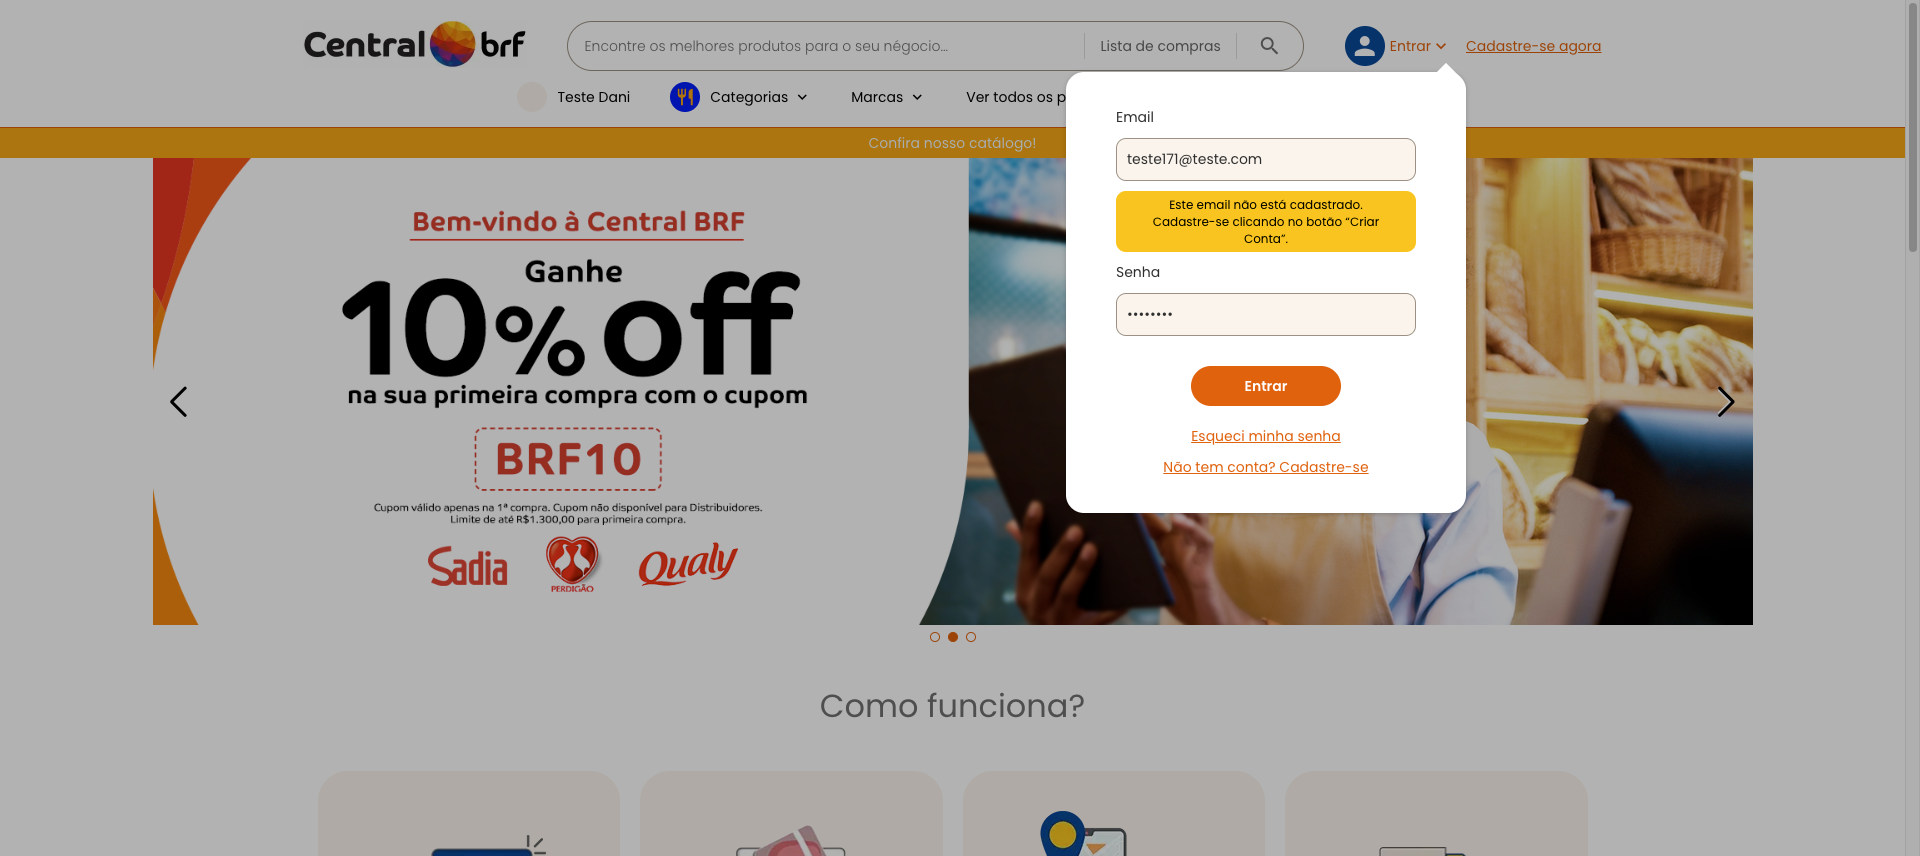 Central brf
Encontre os melhores produtos para o seu négocio...
Lista de compras
Entrar
Cadastre-se agora
Teste Dani
Categorias
Marcas
Ver todos os p
Confira nosso catálogo!
Bem-vindo à Central BRF
Ganhe
10% off
na sua primeira compra com o cupom
BRF10
Cupom válido apenas na 1ª compra. Cupom não disponível para Distribuidores.
Limite de até R$1.300,00 para primeira compra.
Sadia
PERDIGÃO
Qualy
Email
teste171@teste.com
Este email não está cadastrado.
Cadastre-se clicando no botão “Criar
Conta”.
Senha
••••••••
Entrar
Esqueci minha senha
Não tem conta? Cadastre-se
Como funciona?